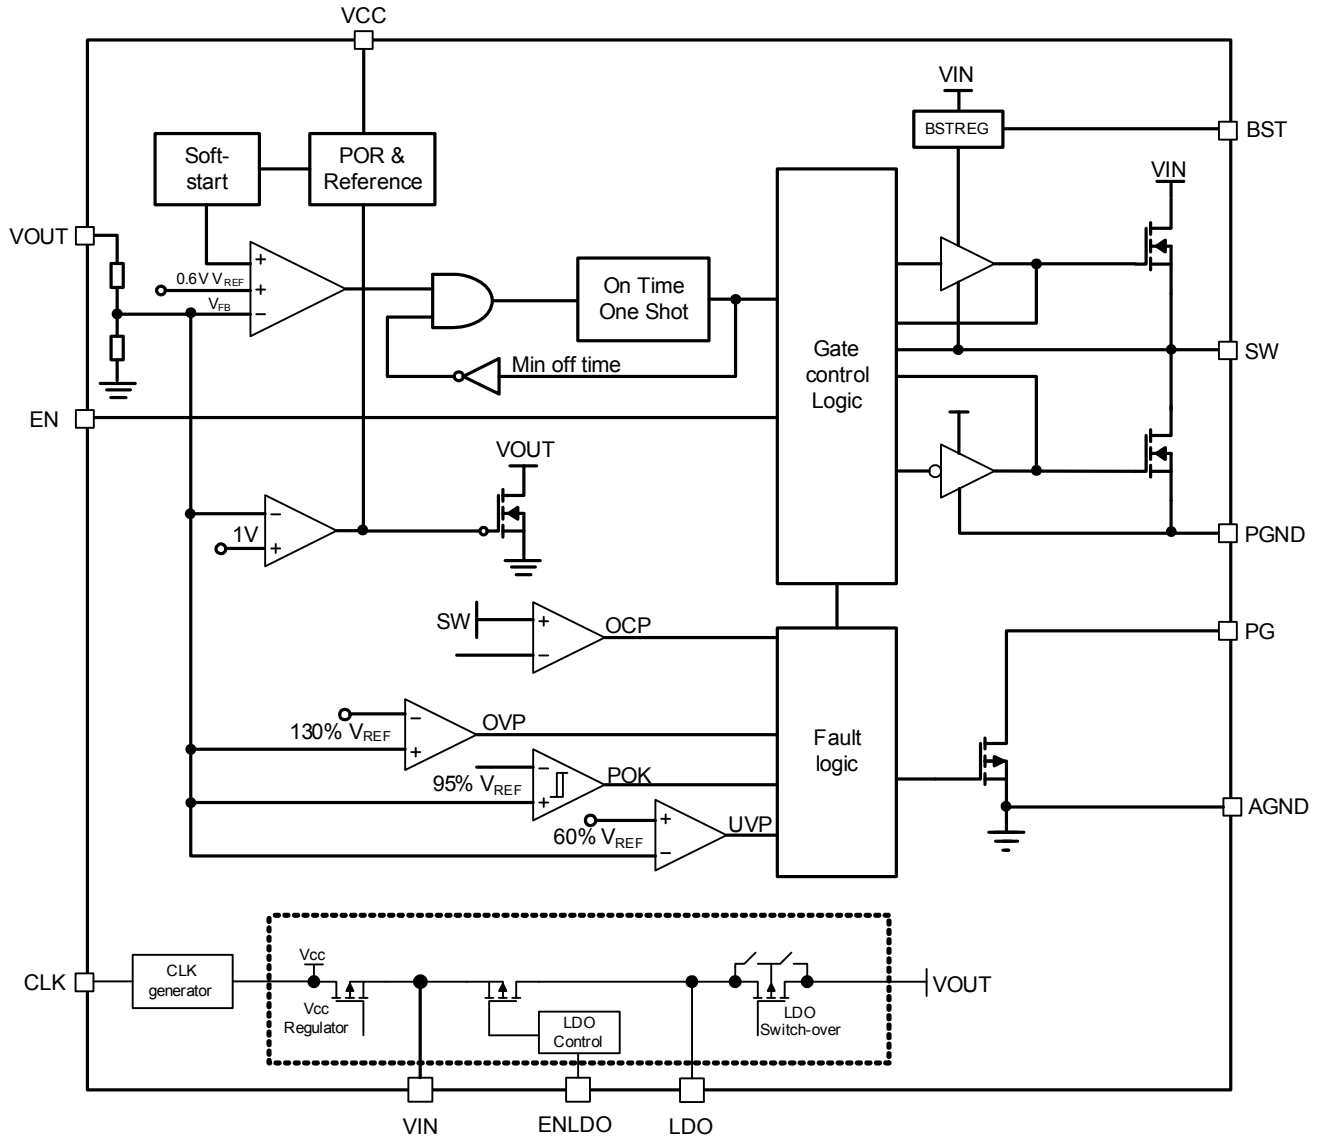 VCC
VIN
BSTREG
BST
Soft-
start
POR &
Reference
VIN
VOUT
0.6V VREF
+
+
VFB
−
On Time
One Shot
Min off time
Gate
control
Logic
SW
EN
VOUT
−
1V
+
PGND
SW
+
−
OCP
PG
130% VREF
−
+
OVP
Fault
logic
95% VREF
−
+
POK
60% VREF
+
−
UVP
AGND
CLK
CLK
generator
Vcc
Vcc
Regulator
LDO
Control
LDO
Switch-over
VOUT
VIN
ENLDO
LDO